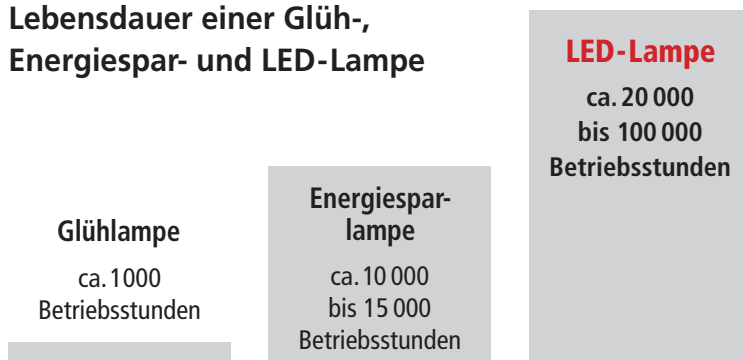 Lebensdauer einer Glüh-,
Energiespar- und LED-Lampe
Glühlampe
ca. 1000
Betriebsstunden
Energiespar-
lampe
ca. 10 000
bis 15 000
Betriebsstunden
LED-Lampe
ca. 20 000
bis 100 000
Betriebsstunden